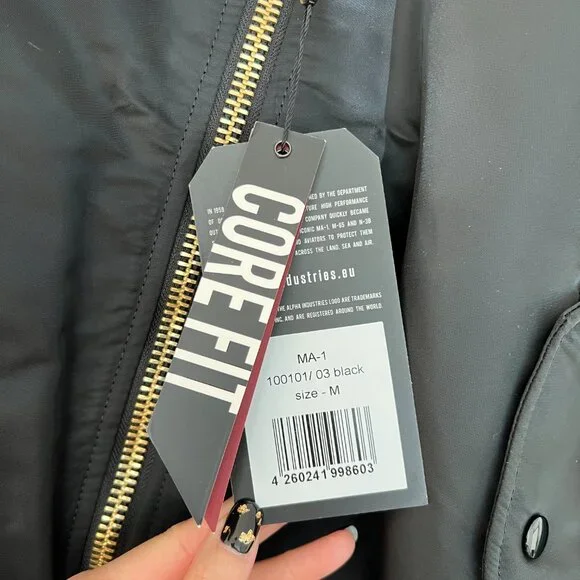 CORE FIT
IN 1959
ED BY THE DEPARTMENT
TURE HIGH PERFORMANCE
COMPANY QUICKLY BECAME
ICONIC MA-1, M-65 AND N-3B
AVIATORS TO PROTECT THEM
ACROSS THE LAND, SEA AND AIR.
dustries.eu
THE ALPHA INDUSTRIES LOGO ARE TRADEMARKS
INC. AND ARE REGISTERED AROUND THE WORLD
MA-1
100101/ 03 black
size - M
4 260241 998603